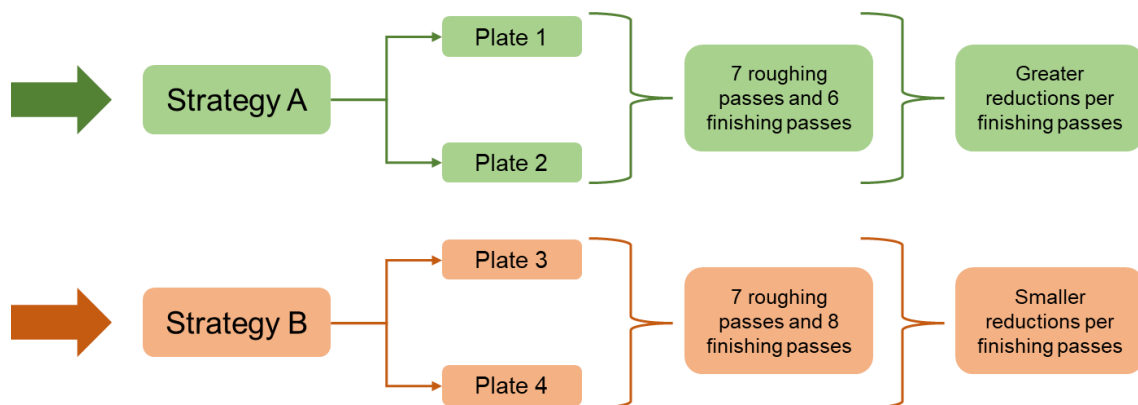 Strategy A
Plate 1
Plate 2
7 roughing
passes and 6
finishing passes
Greater
reductions per
finishing passes
Strategy B
Plate 3
Plate 4
7 roughing
passes and 8
finishing passes
Smaller
reductions per
finishing passes